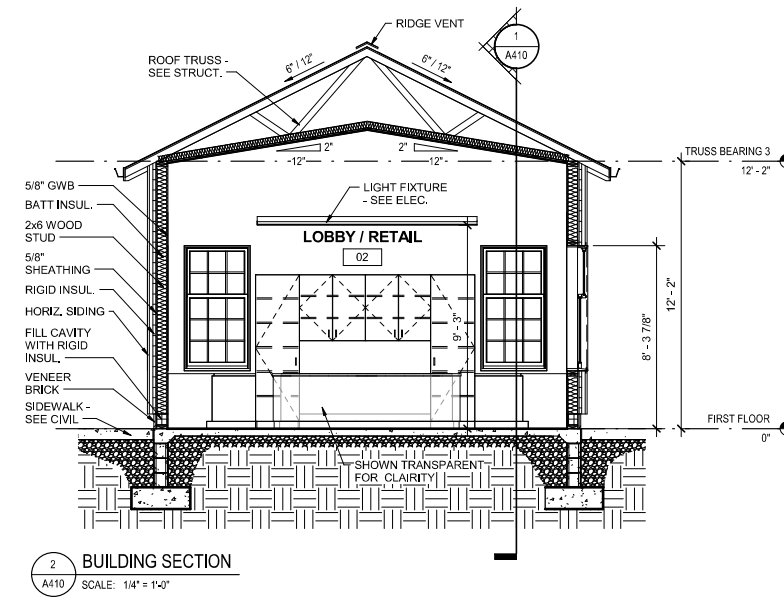 RIDGE VENT
1
A410
ROOF TRUSS -
SEE STRUCT.
6" / 12"
6" / 12"
2"
12"
2"
12"
TRUSS BEARING 3
12' - 2"
5/8" GWB
BATT INSUL.
2x6 WOOD
STUD
5/8"
SHEATHING
RIGID INSUL.
HORIZ. SIDING
FILL CAVITY
WITH RIGID
INSUL.
VENEER
BRICK
SIDEWALK -
SEE CIVIL
LIGHT FIXTURE
- SEE ELEC.
LOBBY / RETAIL
02
9' - 3"
8' - 3 7/8"
12' - 2"
FIRST FLOOR
0"
SHOWN TRANSPARENT
FOR CLAIRITY
2
A410
BUILDING SECTION
SCALE: 1/4" = 1'-0"